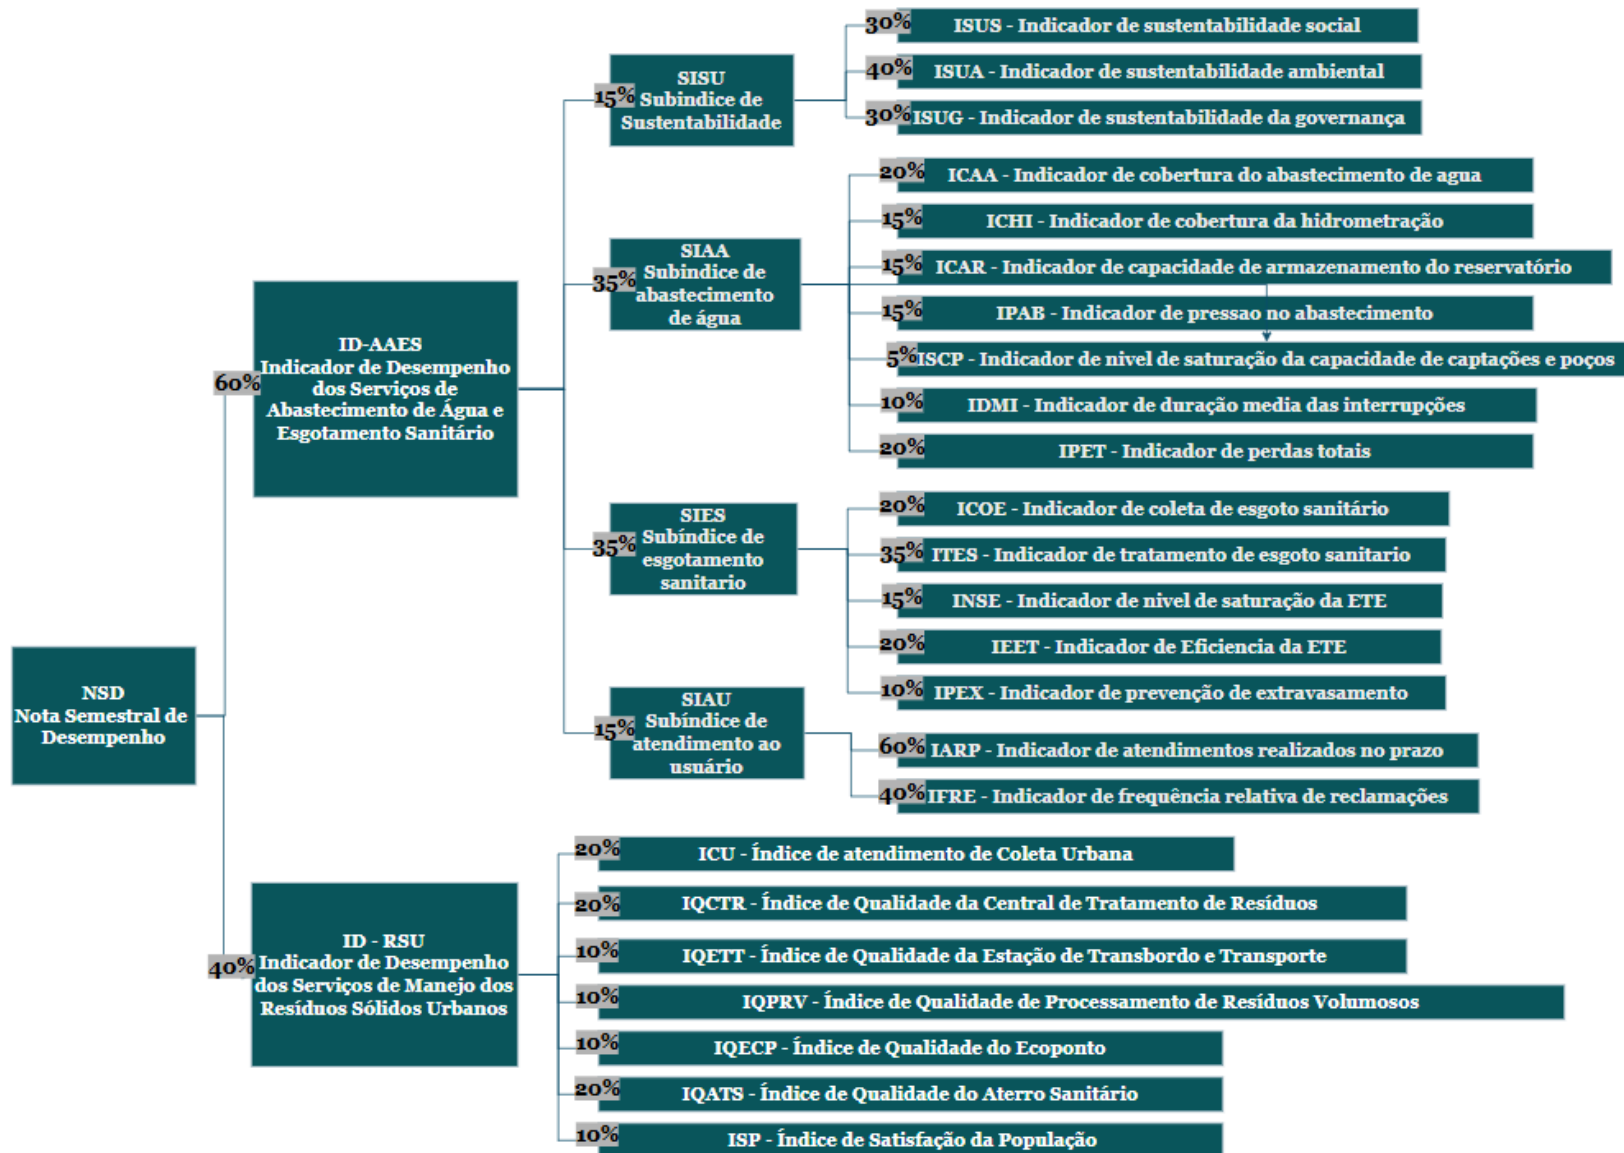 NSD
Nota Semestral de
Desempenho
60%
ID-AAES
Indicador de Desempenho
dos Serviços de
Abastecimento de Água e
Esgotamento Sanitário
15%
SISU
Subindice de
Sustentabilidade
30%
ISUS - Indicador de sustentabilidade social
40%
ISUA - Indicador de sustentabilidade ambiental
30%
ISUG - Indicador de sustentabilidade da governança
35%
SIAA
Subindice de
abastecimento
de água
20%
ICAA - Indicador de cobertura do abastecimento de agua
15%
ICHI - Indicador de cobertura da hidrometração
15%
ICAR - Indicador de capacidade de armazenamento do reservatório
15%
IPAB - Indicador de pressao no abastecimento
5%
ISCP - Indicador de nivel de saturação da capacidade de captações e poços
10%
IDMI - Indicador de duração media das interrupções
20%
IPET - Indicador de perdas totais
35%
SIES
Subíndice de
esgotamento
sanitario
20%
ICOE - Indicador de coleta de esgoto sanitário
35%
ITES - Indicador de tratamento de esgoto sanitario
15%
INSE - Indicador de nivel de saturação da ETE
20%
IEET - Indicador de Eficiencia da ETE
10%
IPEX - Indicador de prevenção de extravasamento
15%
SIAU
Subíndice de
atendimento ao
usuário
60%
IARP - Indicador de atendimentos realizados no prazo
40%
IFRE - Indicador de frequência relativa de reclamações
40%
ID - RSU
Indicador de Desempenho
dos Serviços de Manejo dos
Resíduos Sólidos Urbanos
20%
ICU - Índice de atendimento de Coleta Urbana
20%
IQCTR - Índice de Qualidade da Central de Tratamento de Resíduos
10%
IQETT - Índice de Qualidade da Estação de Transbordo e Transporte
10%
IQPRV - Índice de Qualidade de Processamento de Resíduos Volumosos
10%
IQECP - Índice de Qualidade do Ecoponto
20%
IQATS - Índice de Qualidade do Aterro Sanitário
10%
ISP - Índice de Satisfação da População